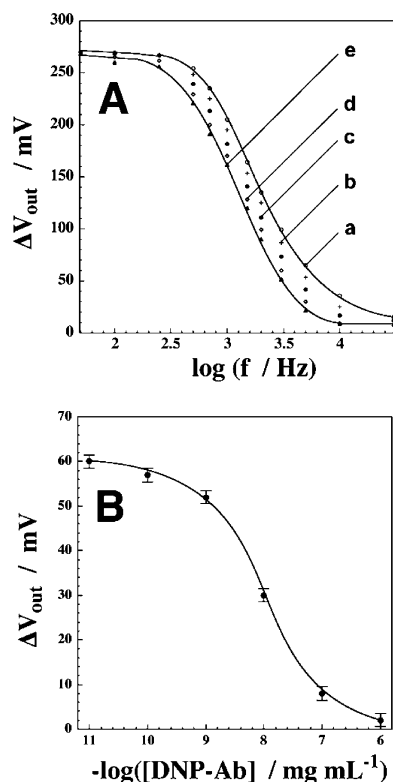 300
250
200
150
100
50
0
ΔV_out / mV
A
e
d
c
b
a
2 2.5 3 3.5 4
log (f / Hz)
70
60
50
40
30
20
10
0
ΔV_out / mV
B
11 10 9 8 7 6
-log([DNP-Ab] / mg mL⁻¹)